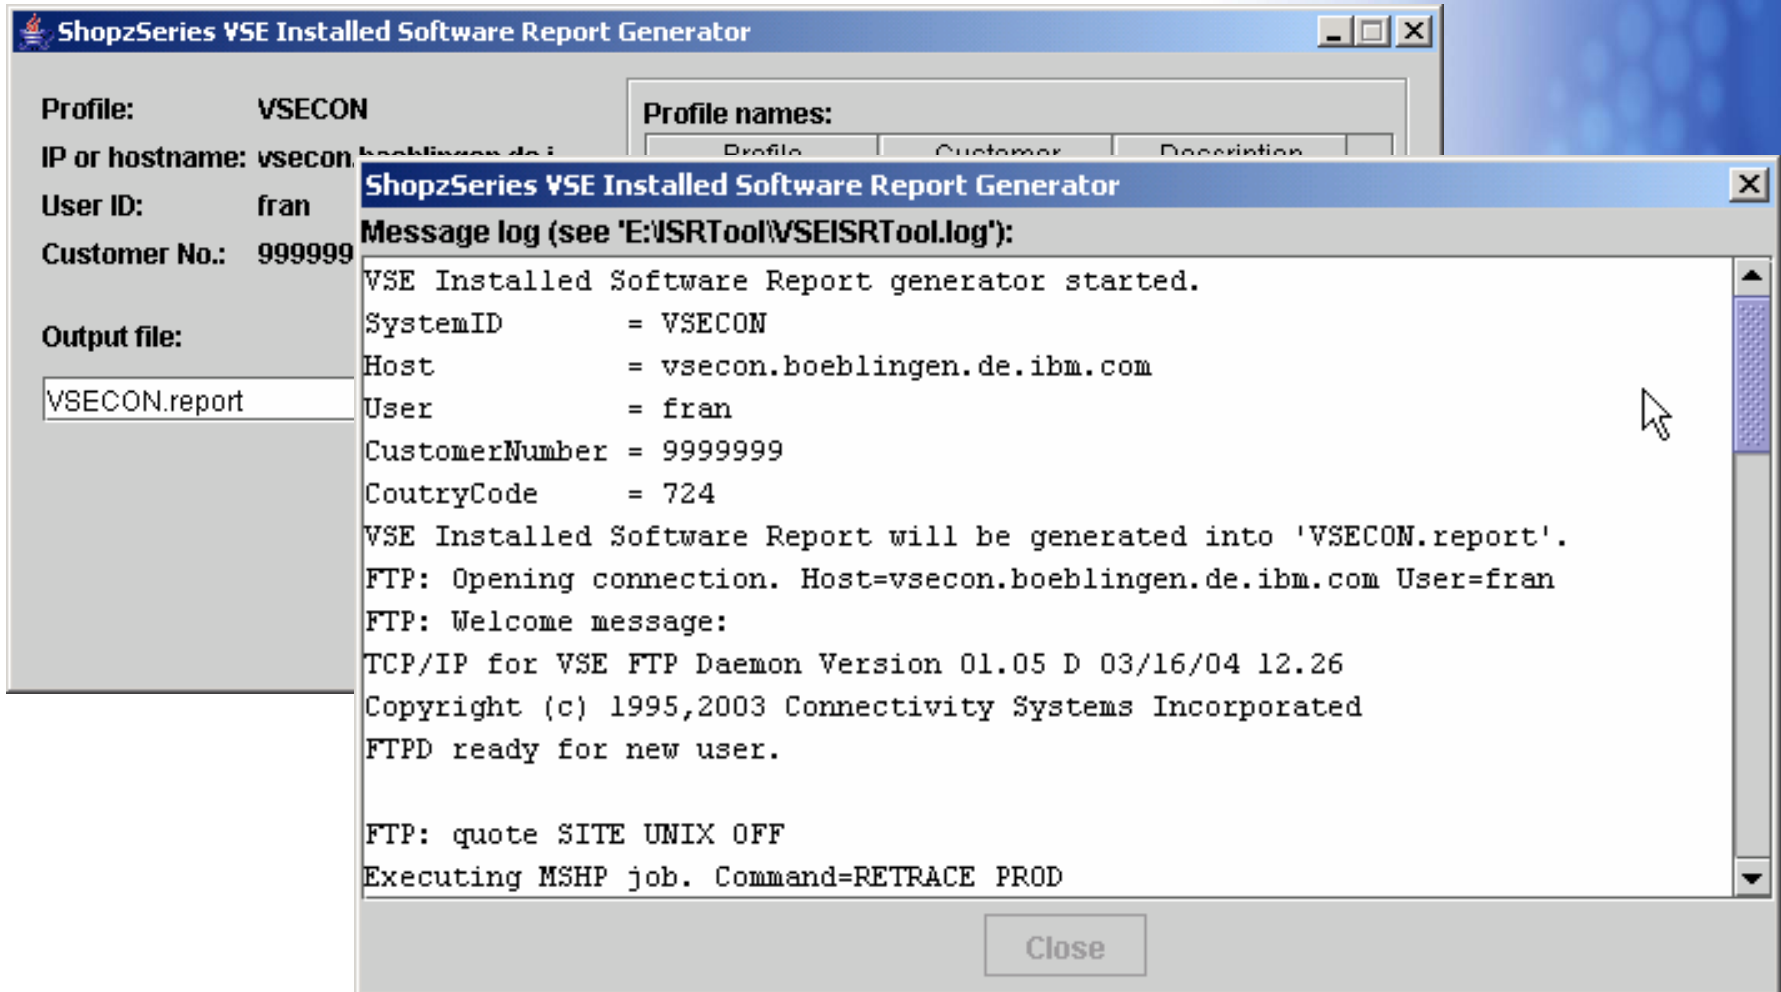 ShopzSeries VSE Installed Software Report Generator
Profile: VSECON
IP or hostname: vsecon.boeblingen.de.i
User ID: fran
Customer No.: 999999
Output file:
VSECON.report
Profile names:
Profile Customer Description
ShopzSeries VSE Installed Software Report Generator
Message log (see 'E:\ISRTool\VSEISRTool.log'):
VSE Installed Software Report generator started.
SystemID = VSECON
Host = vsecon.boeblingen.de.ibm.com
User = fran
CustomerNumber = 9999999
CoutryCode = 724
VSE Installed Software Report will be generated into 'VSECON.report'.
FTP: Opening connection. Host=vsecon.boeblingen.de.ibm.com User=fran
FTP: Welcome message:
TCP/IP for VSE FTP Daemon Version 01.05 D 03/16/04 12.26
Copyright (c) 1995,2003 Connectivity Systems Incorporated
FTPD ready for new user.
FTP: quote SITE UNIX OFF
Executing MSHP job. Command=RETRACE PROD
Close